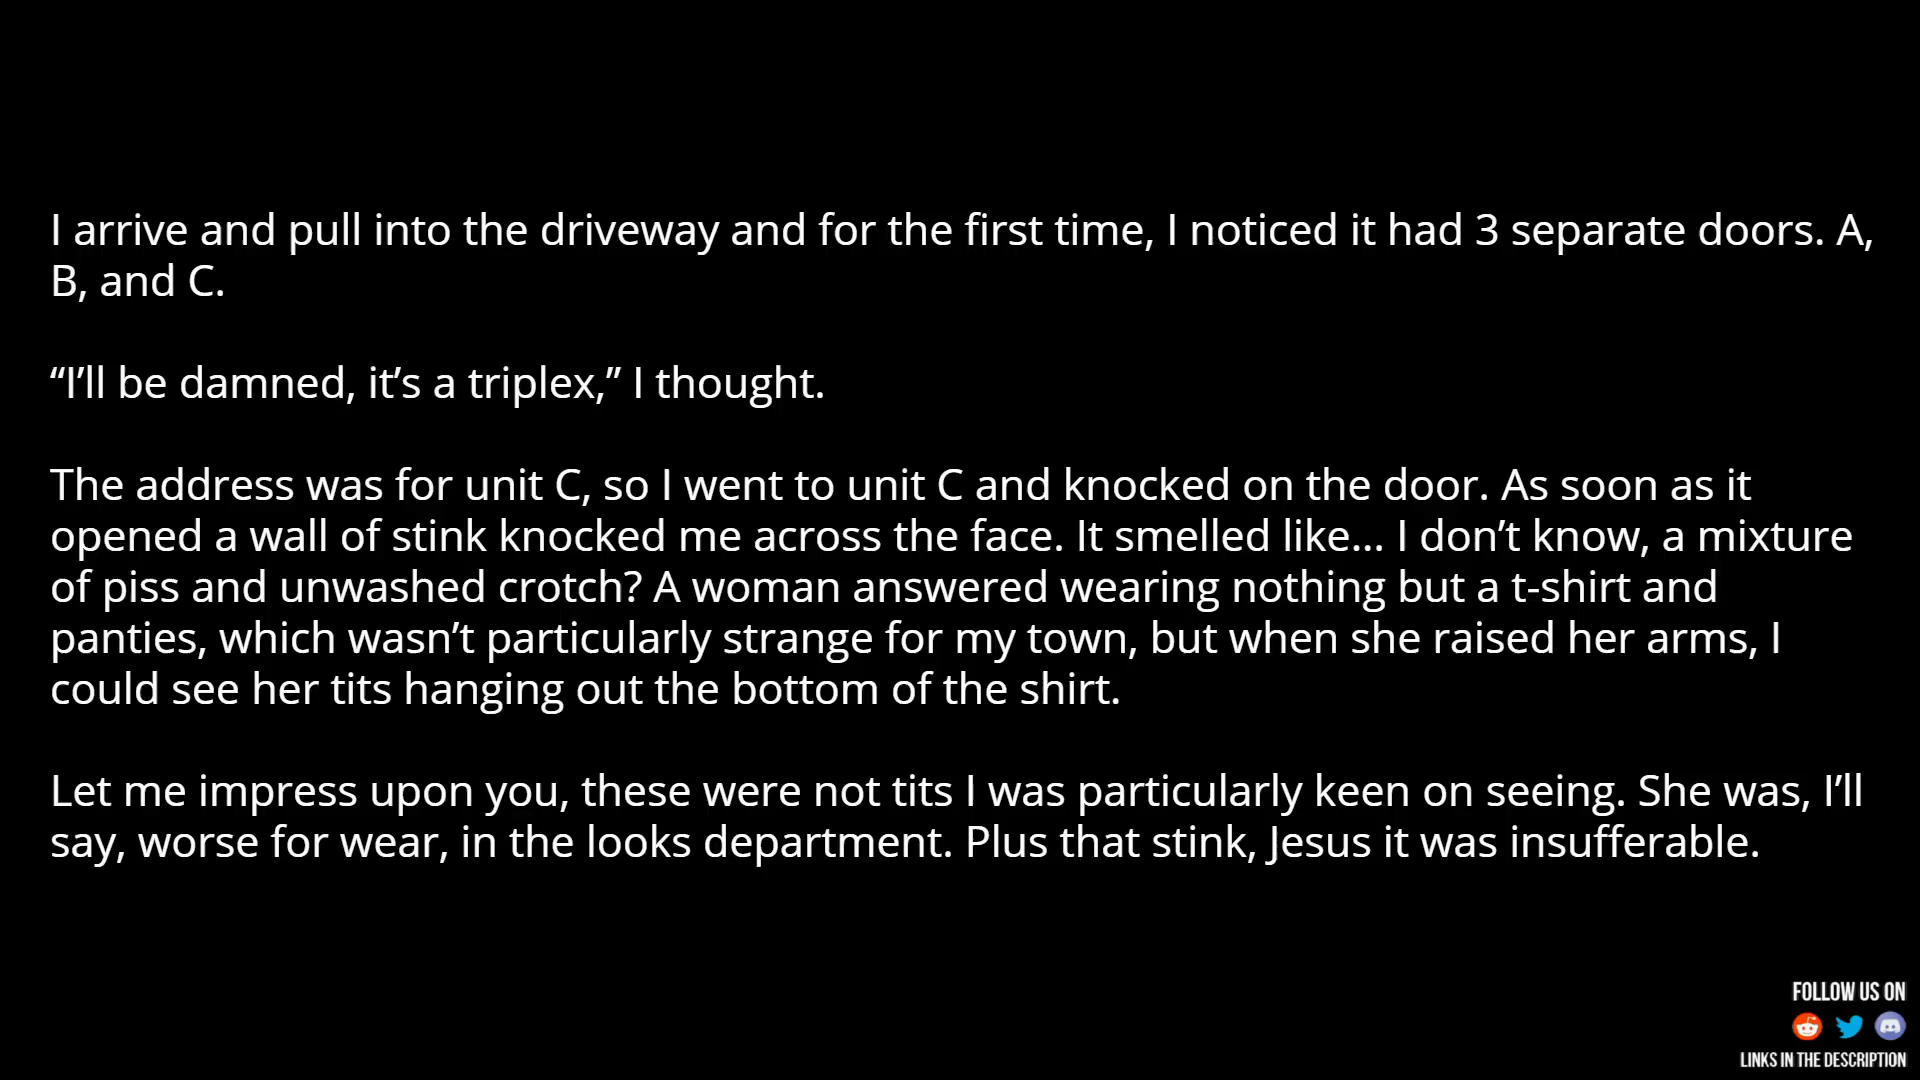 I arrive and pull into the driveway and for the first time, I noticed it had 3 separate doors. A,
B, and C.
“I’ll be damned, it’s a triplex,” I thought.
The address was for unit C, so I went to unit C and knocked on the door. As soon as it
opened a wall of stink knocked me across the face. It smelled like... I don’t know, a mixture
of piss and unwashed crotch? A woman answered wearing nothing but a t-shirt and
panties, which wasn’t particularly strange for my town, but when she raised her arms, I
could see her tits hanging out the bottom of the shirt.
Let me impress upon you, these were not tits I was particularly keen on seeing. She was, I’ll
say, worse for wear, in the looks department. Plus that stink, Jesus it was insufferable.
FOLLOW US ON
LINKS IN THE DESCRIPTION